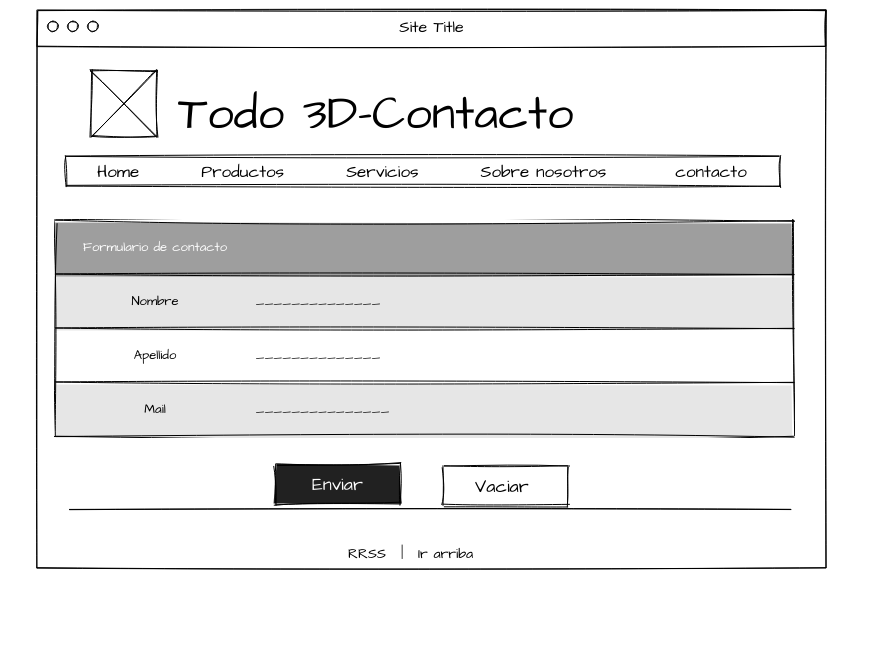 Site Title
Todo 3D-Contacto
Home Productos Servicios Sobre nosotros contacto
Formulario de contacto
Nombre ______________
Apellido ______________
Mail _______________
Enviar Vaciar
RRSS | Ir arriba